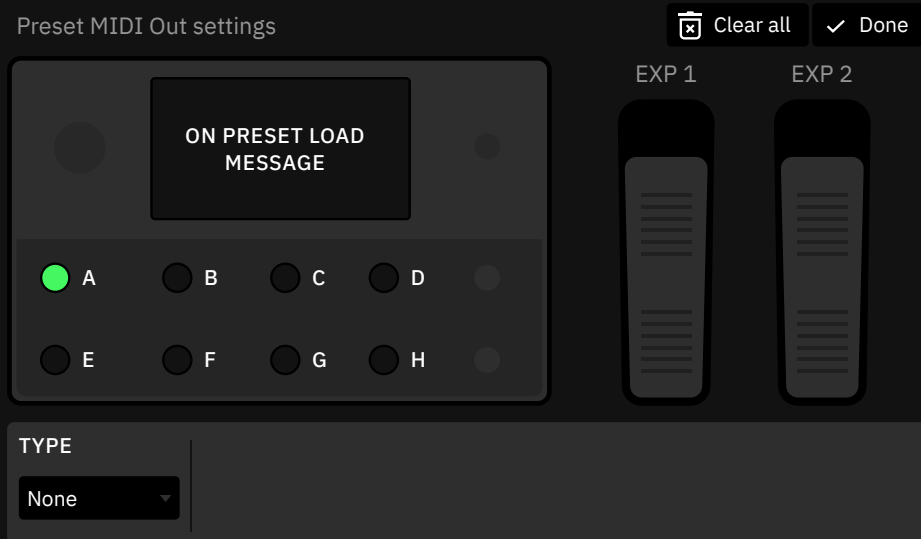 Preset MIDI Out settings
Clear all
Done
EXP 1
EXP 2
ON PRESET LOAD
MESSAGE
A
B
C
D
E
F
G
H
TYPE
None